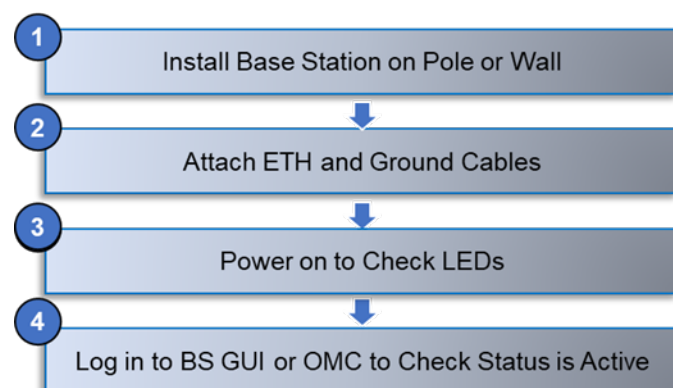 1
Install Base Station on Pole or Wall
2
Attach ETH and Ground Cables
3
Power on to Check LEDs
4
Log in to BS GUI or OMC to Check Status is Active